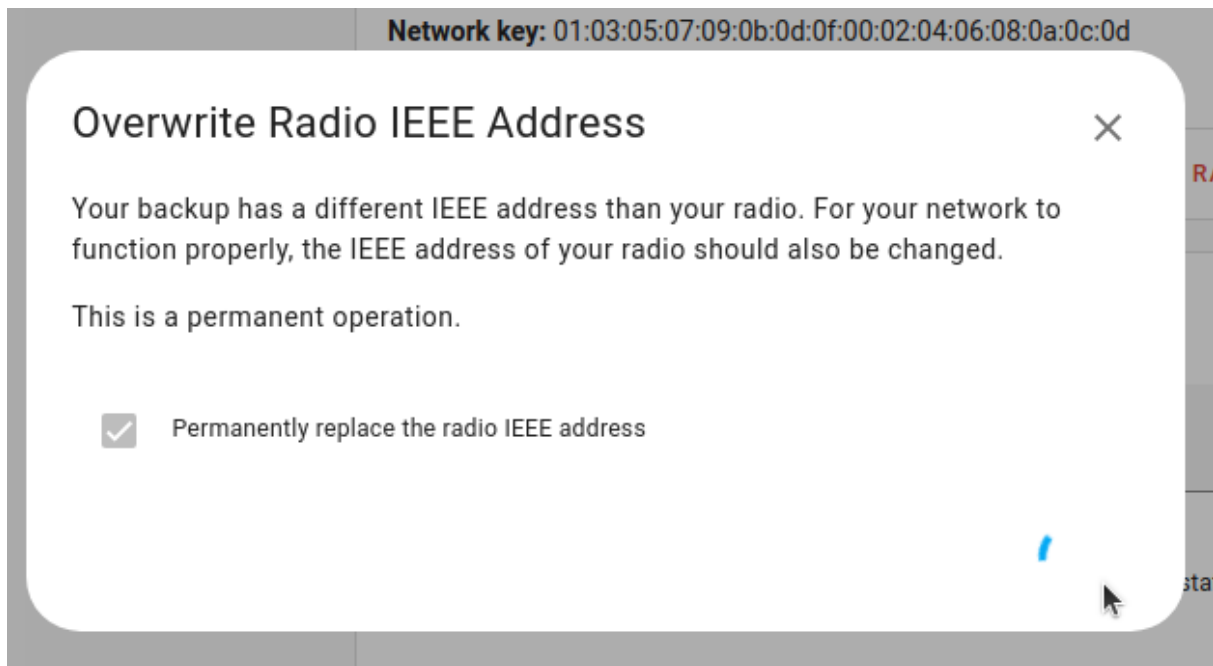 Network key: 01:03:05:07:09:0b:0d:0f:00:02:04:06:08:0a:0c:0d
Overwrite Radio IEEE Address
Your backup has a different IEEE address than your radio. For your network to
function properly, the IEEE address of your radio should also be changed.
This is a permanent operation.
Permanently replace the radio IEEE address